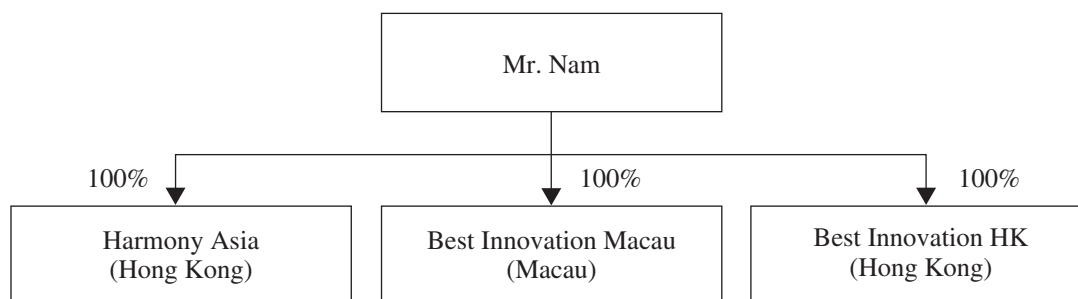 Mr. Nam
100%
100%
100%
Harmony Asia
(Hong Kong)
Best Innovation Macau
(Macau)
Best Innovation HK
(Hong Kong)